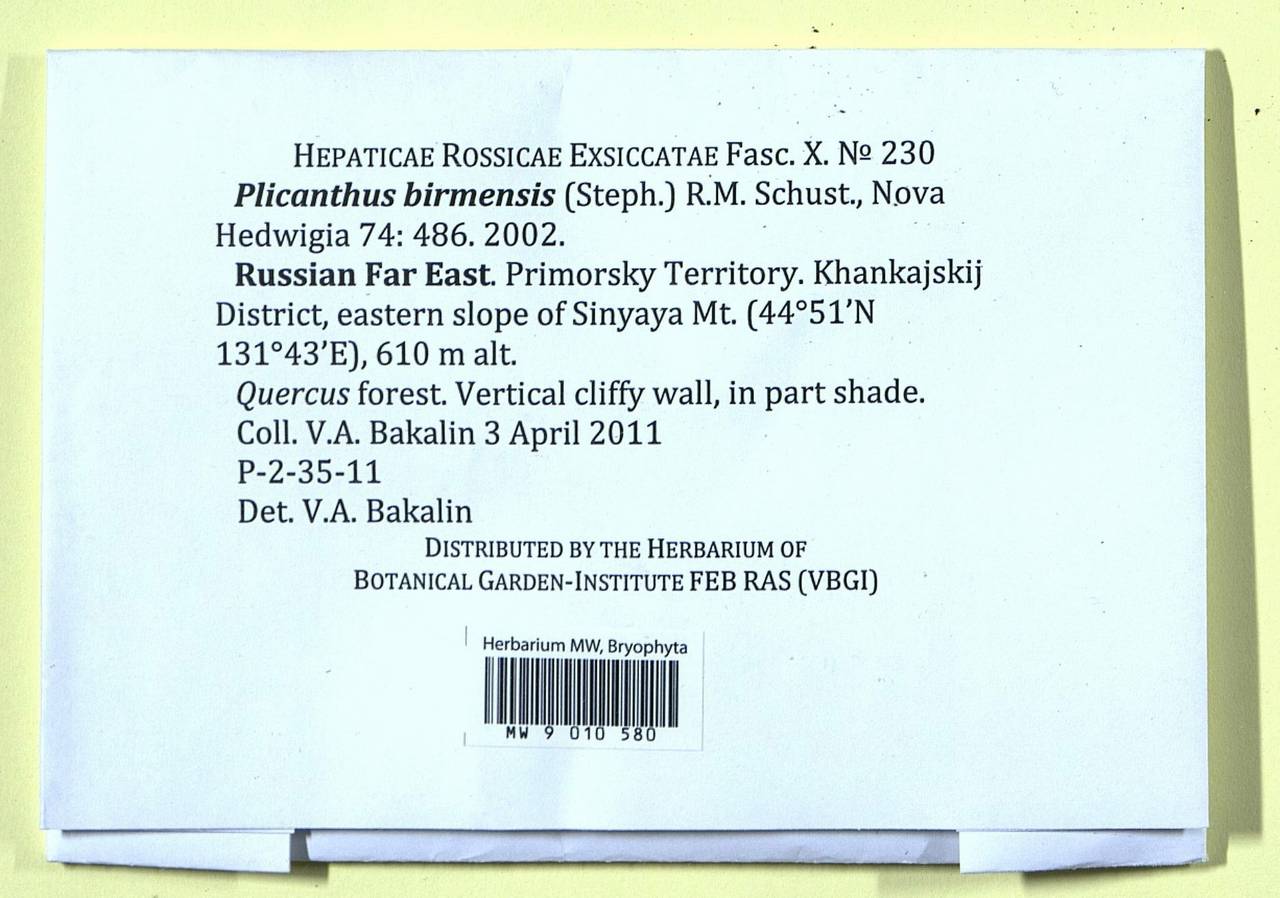 HEPATICAE ROSSICAE EXSICCATAE Fasc. X. № 230
Plicanthus birmensis (Steph.) R.M. Schust., Nova
Hedwigia 74: 486. 2002.
Russian Far East. Primorsky Territory. Khankajskij
District, eastern slope of Sinyaya Mt. (44°51’N
131°43’E), 610 m alt.
Quercus forest. Vertical cliffy wall, in part shade.
Coll. V.A. Bakalin 3 April 2011
P-2-35-11
Det. V.A. Bakalin
DISTRIBUTED BY THE HERBARIUM OF
BOTANICAL GARDEN-INSTITUTE FEB RAS (VBGI)
Herbarium MW, Bryophyta
MW 9 010 580